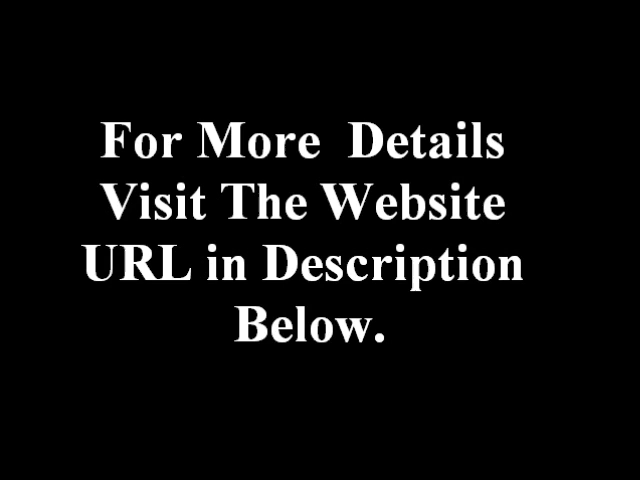 For More  Details
Visit The Website
URL in Description
Below.